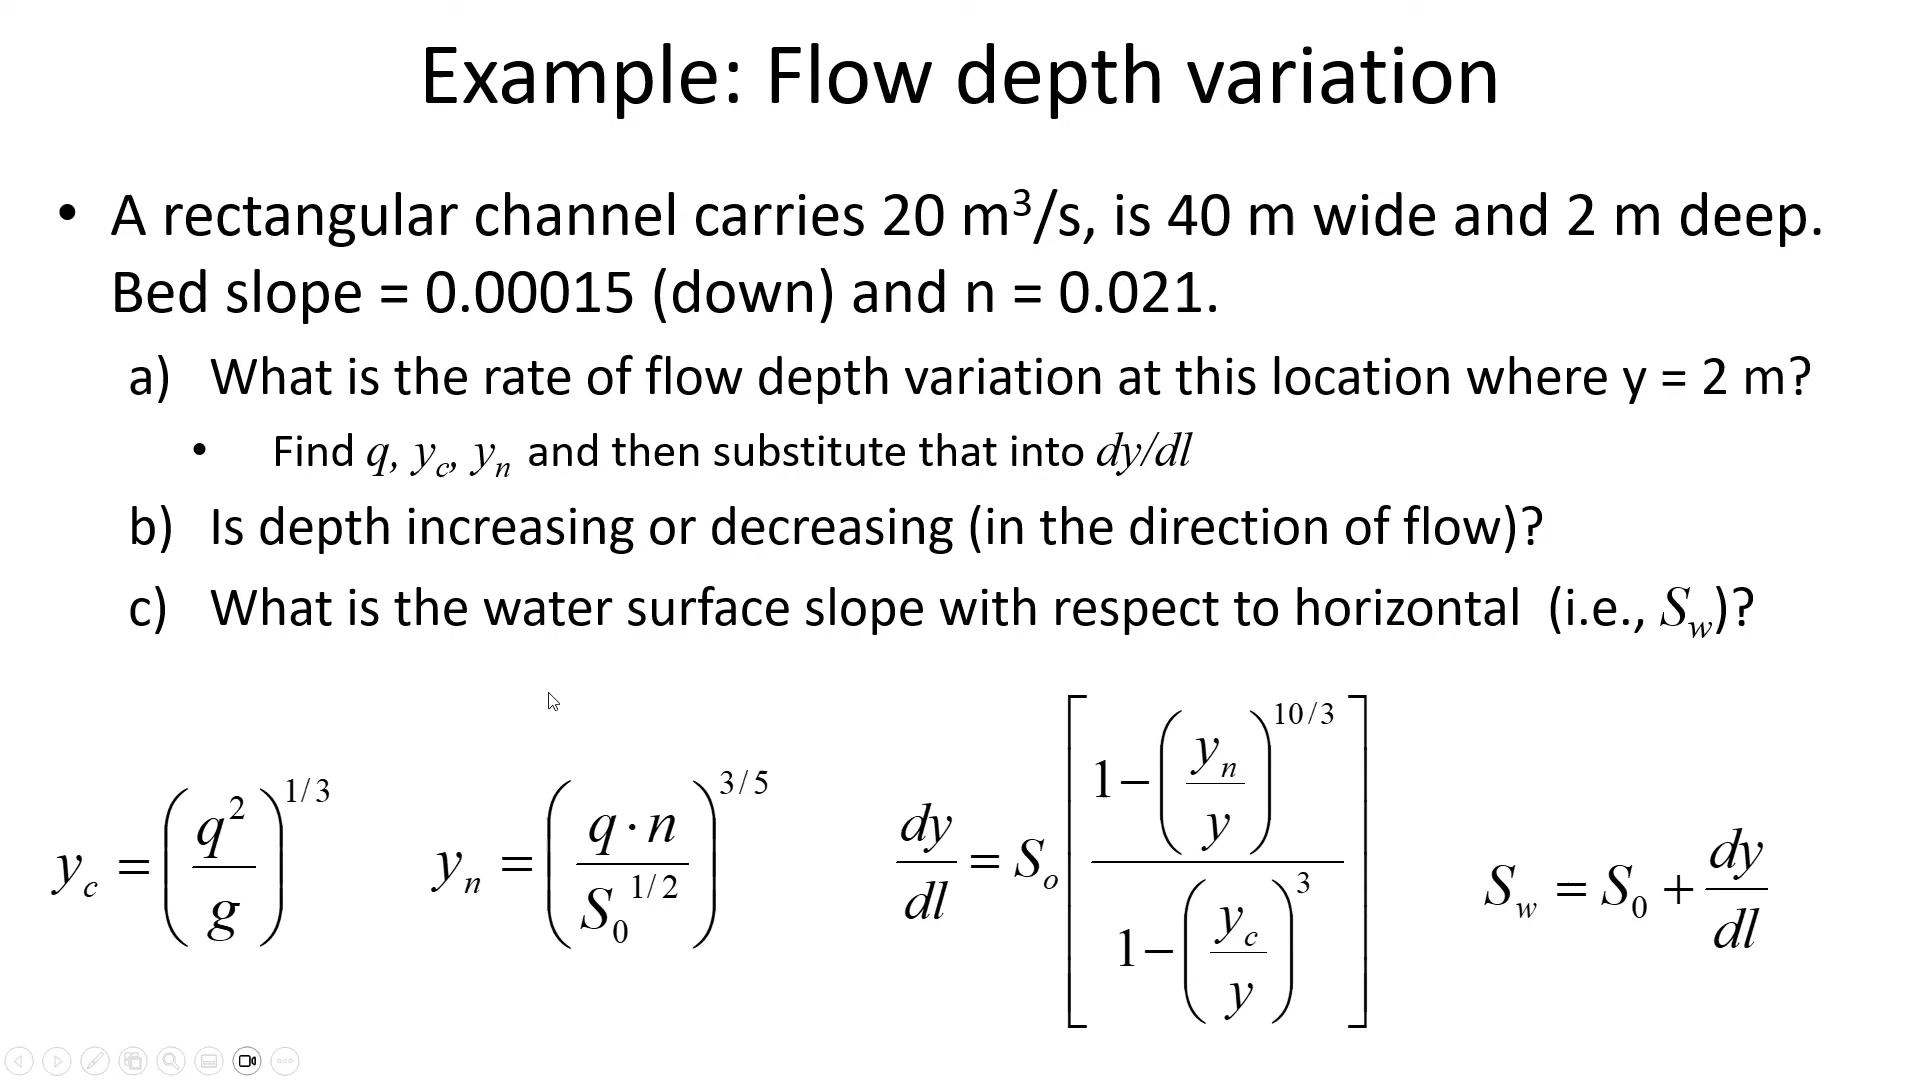 Example: Flow depth variation
• A rectangular channel carries 20 m³/s, is 40 m wide and 2 m deep.
Bed slope = 0.00015 (down) and n = 0.021.
a) What is the rate of flow depth variation at this location where y = 2 m?
• Find q, y_c, y_n and then substitute that into dy/dl
b) Is depth increasing or decreasing (in the direction of flow)?
c) What is the water surface slope with respect to horizontal (i.e., S_w)?
y_c = (q²/g)^(1/3)
y_n = (q · n / S_0^(1/2))^(3/5)
dy/dl = S_o [ (1 − (y_n/y)^(10/3)) / (1 − (y_c/y)^3) ]
S_w = S_0 + dy/dl